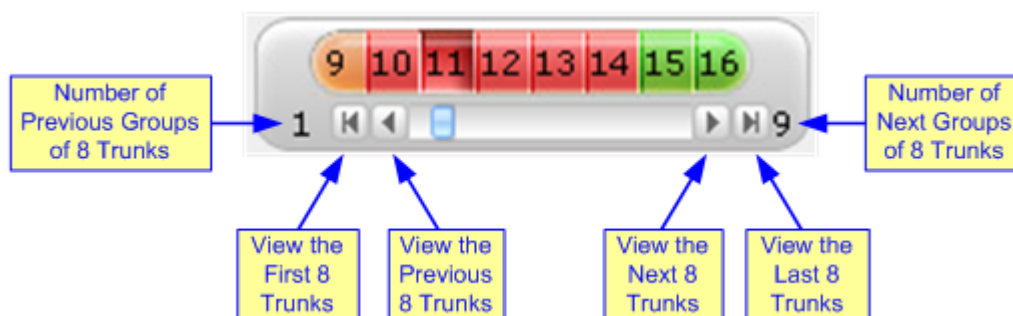 9 10 11 12 13 14 15 16
Number of
Previous Groups
of 8 Trunks
1
9
Number of
Next Groups
of 8 Trunks
View the
First 8
Trunks
View the
Previous
8 Trunks
View the
Next 8
Trunks
View the
Last 8
Trunks